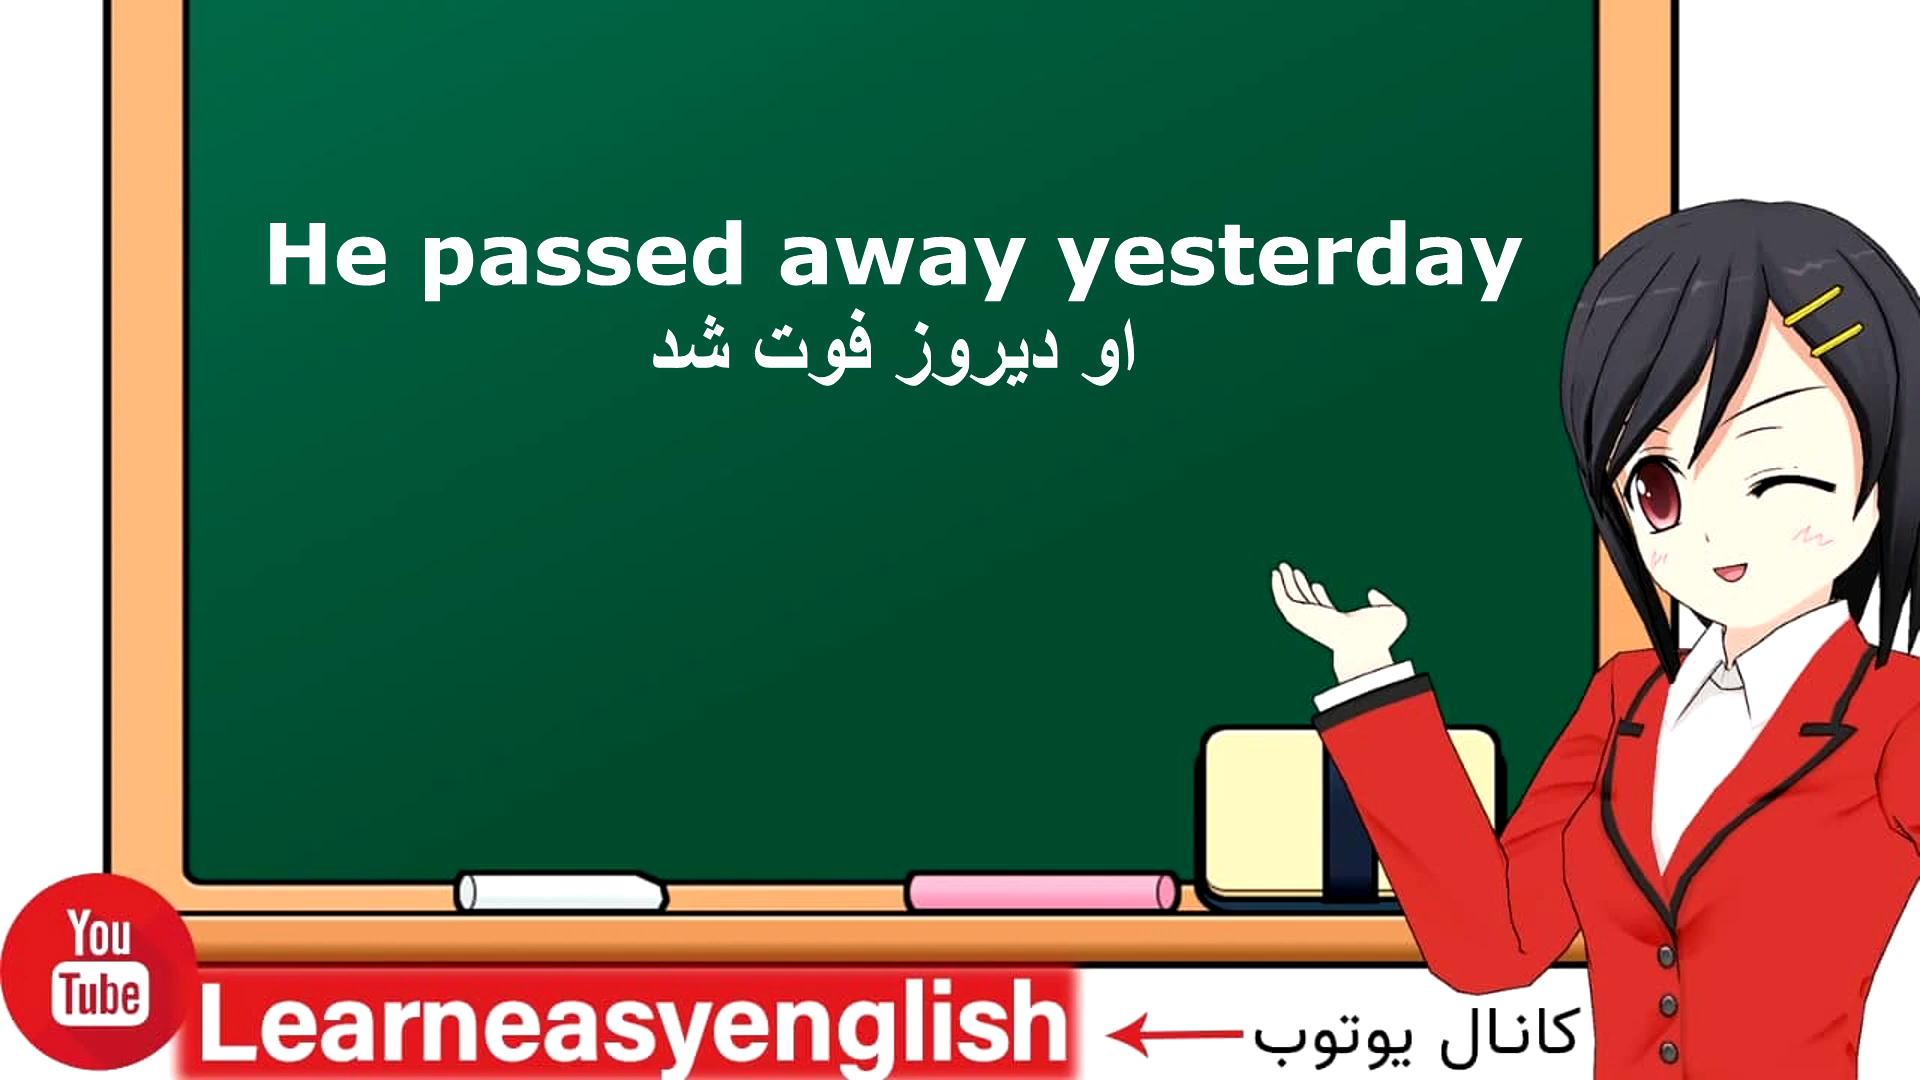 He passed away yesterday
او دیروز فوت شد
You
Tube
Learneasyenglish
کانال یوتوب